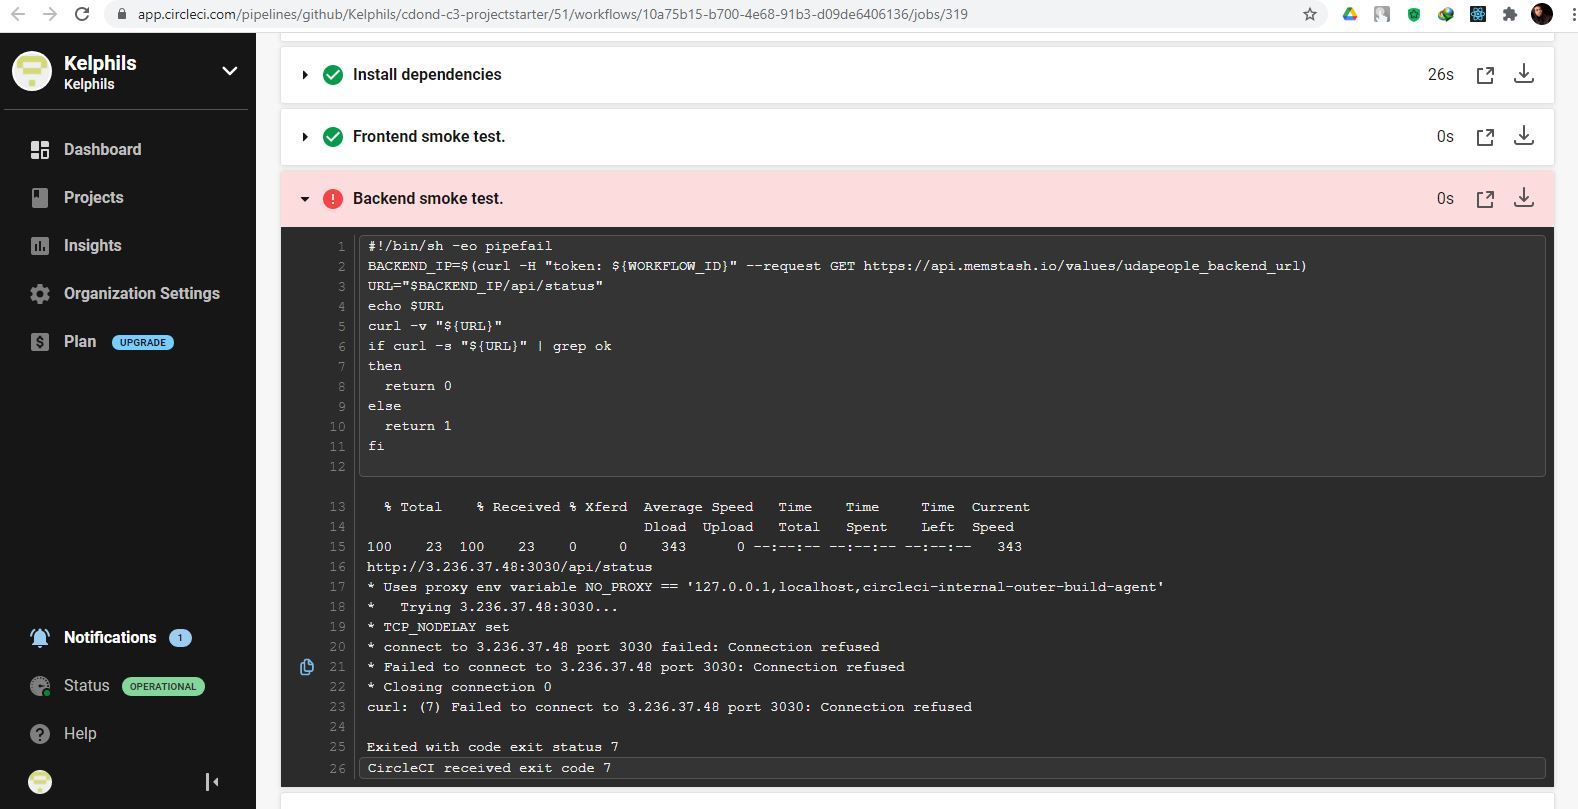 app.circleci.com/pipelines/github/Kelphils/cdond-c3-projectstarter/51/workflows/10a75b15-b700-4e68-91b3-d09de6406136/jobs/319
Kelphils
Kelphils
Dashboard
Projects
Insights
Organization Settings
Plan UPGRADE
Notifications 1
Status OPERATIONAL
Help
Install dependencies 26s
Frontend smoke test. 0s
Backend smoke test. 0s
1 #!/bin/sh -eo pipefail
2 BACKEND_IP=$(curl -H "token: ${WORKFLOW_ID}" --request GET https://api.memstash.io/values/udapeople_backend_url)
3 URL="$BACKEND_IP/api/status"
4 echo $URL
5 curl -v "${URL}"
6 if curl -s "${URL}" | grep ok
7 then
8   return 0
9 else
10   return 1
11 fi
12
13   % Total    % Received % Xferd  Average Speed   Time    Time     Time  Current
14                                  Dload  Upload   Total   Spent    Left  Speed
15 100    23  100    23    0     0    343      0 --:--:-- --:--:-- --:--:--   343
16 http://3.236.37.48:3030/api/status
17 * Uses proxy env variable NO_PROXY == '127.0.0.1,localhost,circleci-internal-outer-build-agent'
18 *   Trying 3.236.37.48:3030...
19 * TCP_NODELAY set
20 * connect to 3.236.37.48 port 3030 failed: Connection refused
21 * Failed to connect to 3.236.37.48 port 3030: Connection refused
22 * Closing connection 0
23 curl: (7) Failed to connect to 3.236.37.48 port 3030: Connection refused
24
25 Exited with code exit status 7
26 CircleCI received exit code 7